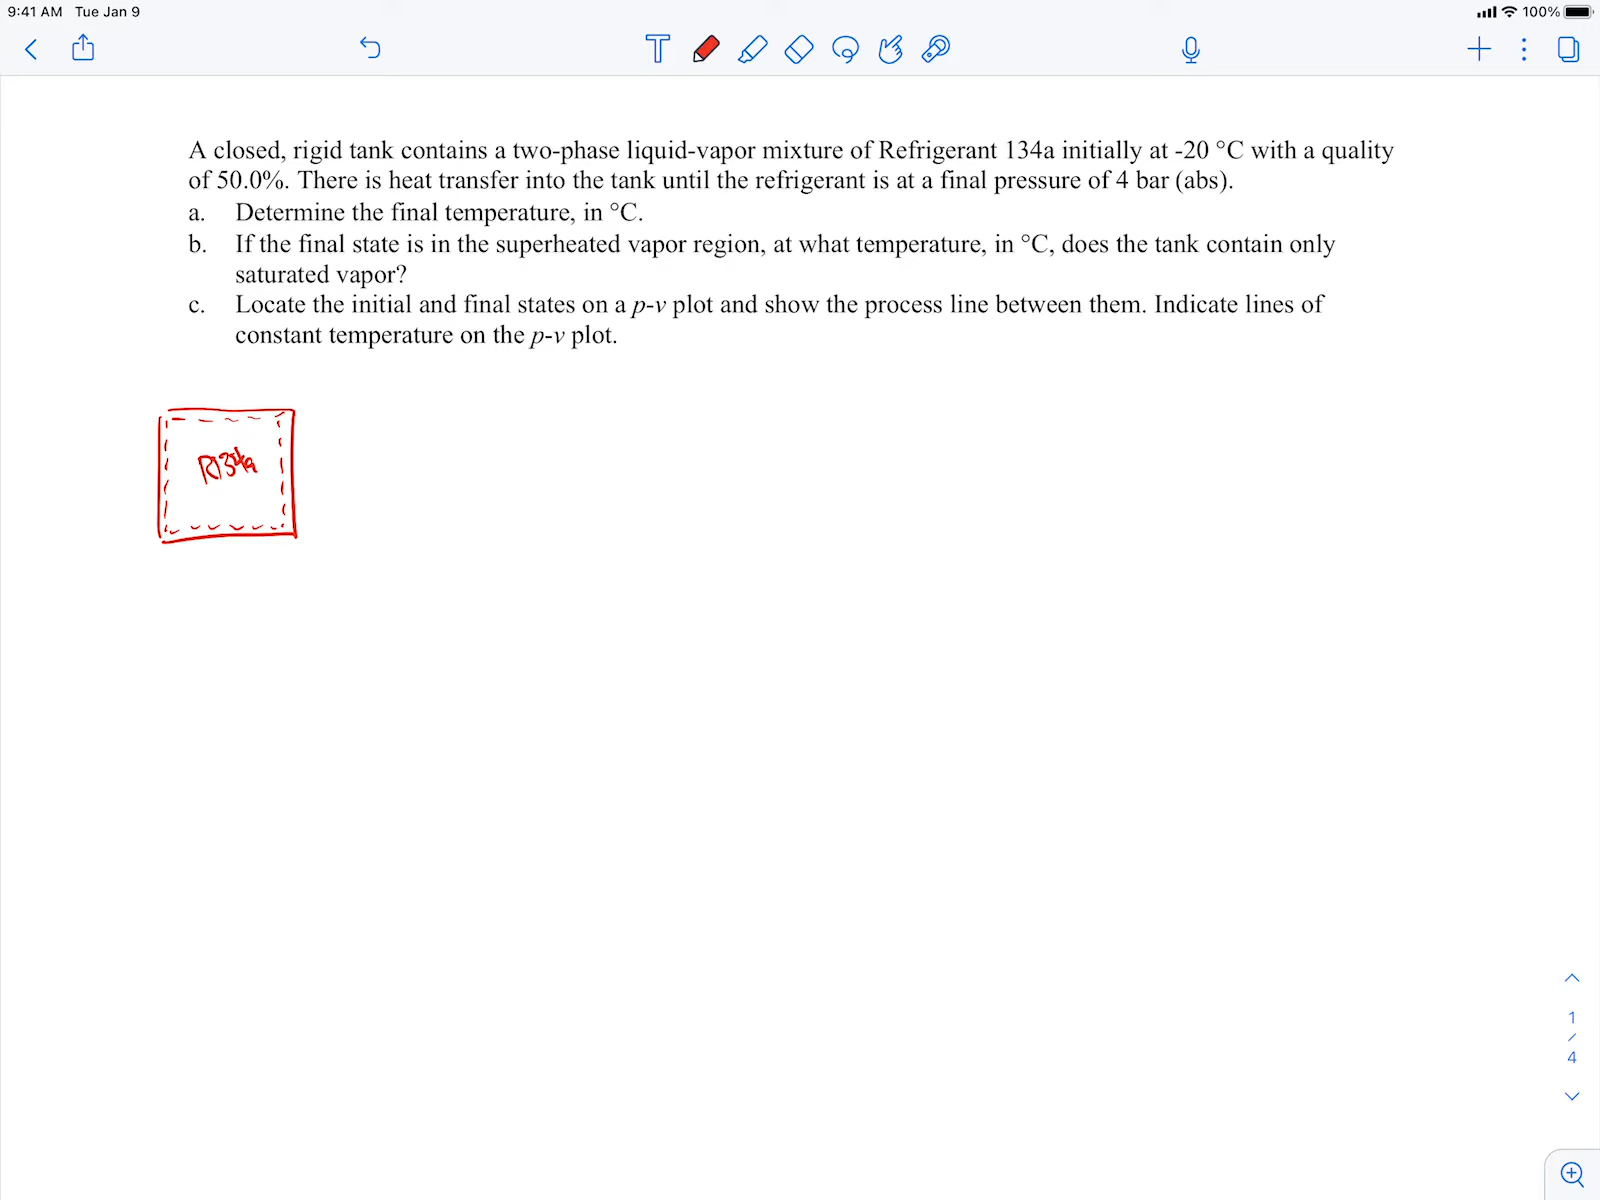 9:41 AM Tue Jan 9
100%
A closed, rigid tank contains a two-phase liquid-vapor mixture of Refrigerant 134a initially at -20 °C with a quality
of 50.0%. There is heat transfer into the tank until the refrigerant is at a final pressure of 4 bar (abs).
a. Determine the final temperature, in °C.
b. If the final state is in the superheated vapor region, at what temperature, in °C, does the tank contain only
saturated vapor?
c. Locate the initial and final states on a p-v plot and show the process line between them. Indicate lines of
constant temperature on the p-v plot.
R134a
1
/
4